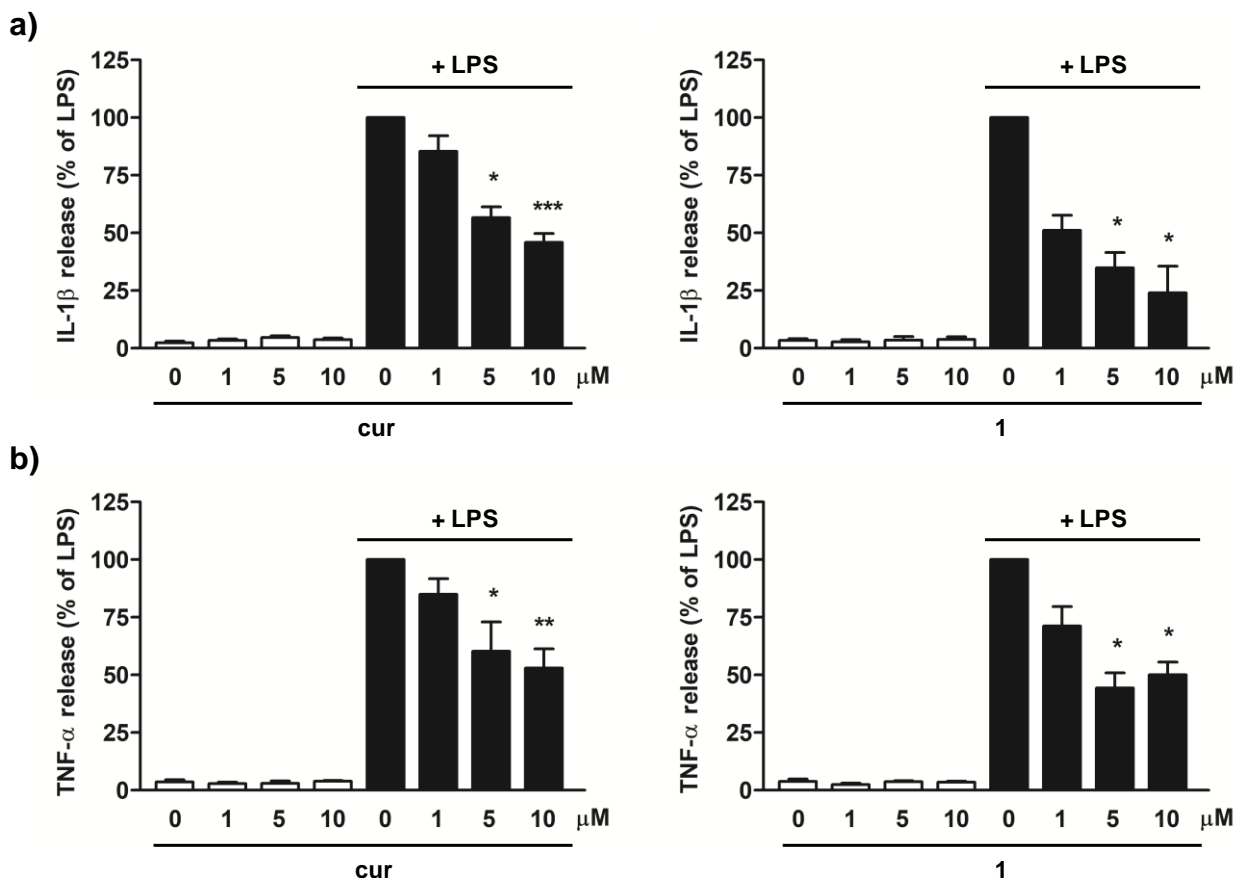 a)
IL-1β release (% of LPS)
125
100
75
50
25
0
+ LPS
0 1 5 10 0 1 5 10 μM
* ***
cur
IL-1β release (% of LPS)
125
100
75
50
25
0
+ LPS
* *
0 1 5 10 0 1 5 10 μM
1
b)
TNF-α release (% of LPS)
125
100
75
50
25
0
+ LPS
* **
0 1 5 10 0 1 5 10 μM
cur
TNF-α release (% of LPS)
125
100
75
50
25
0
+ LPS
* *
0 1 5 10 0 1 5 10 μM
1